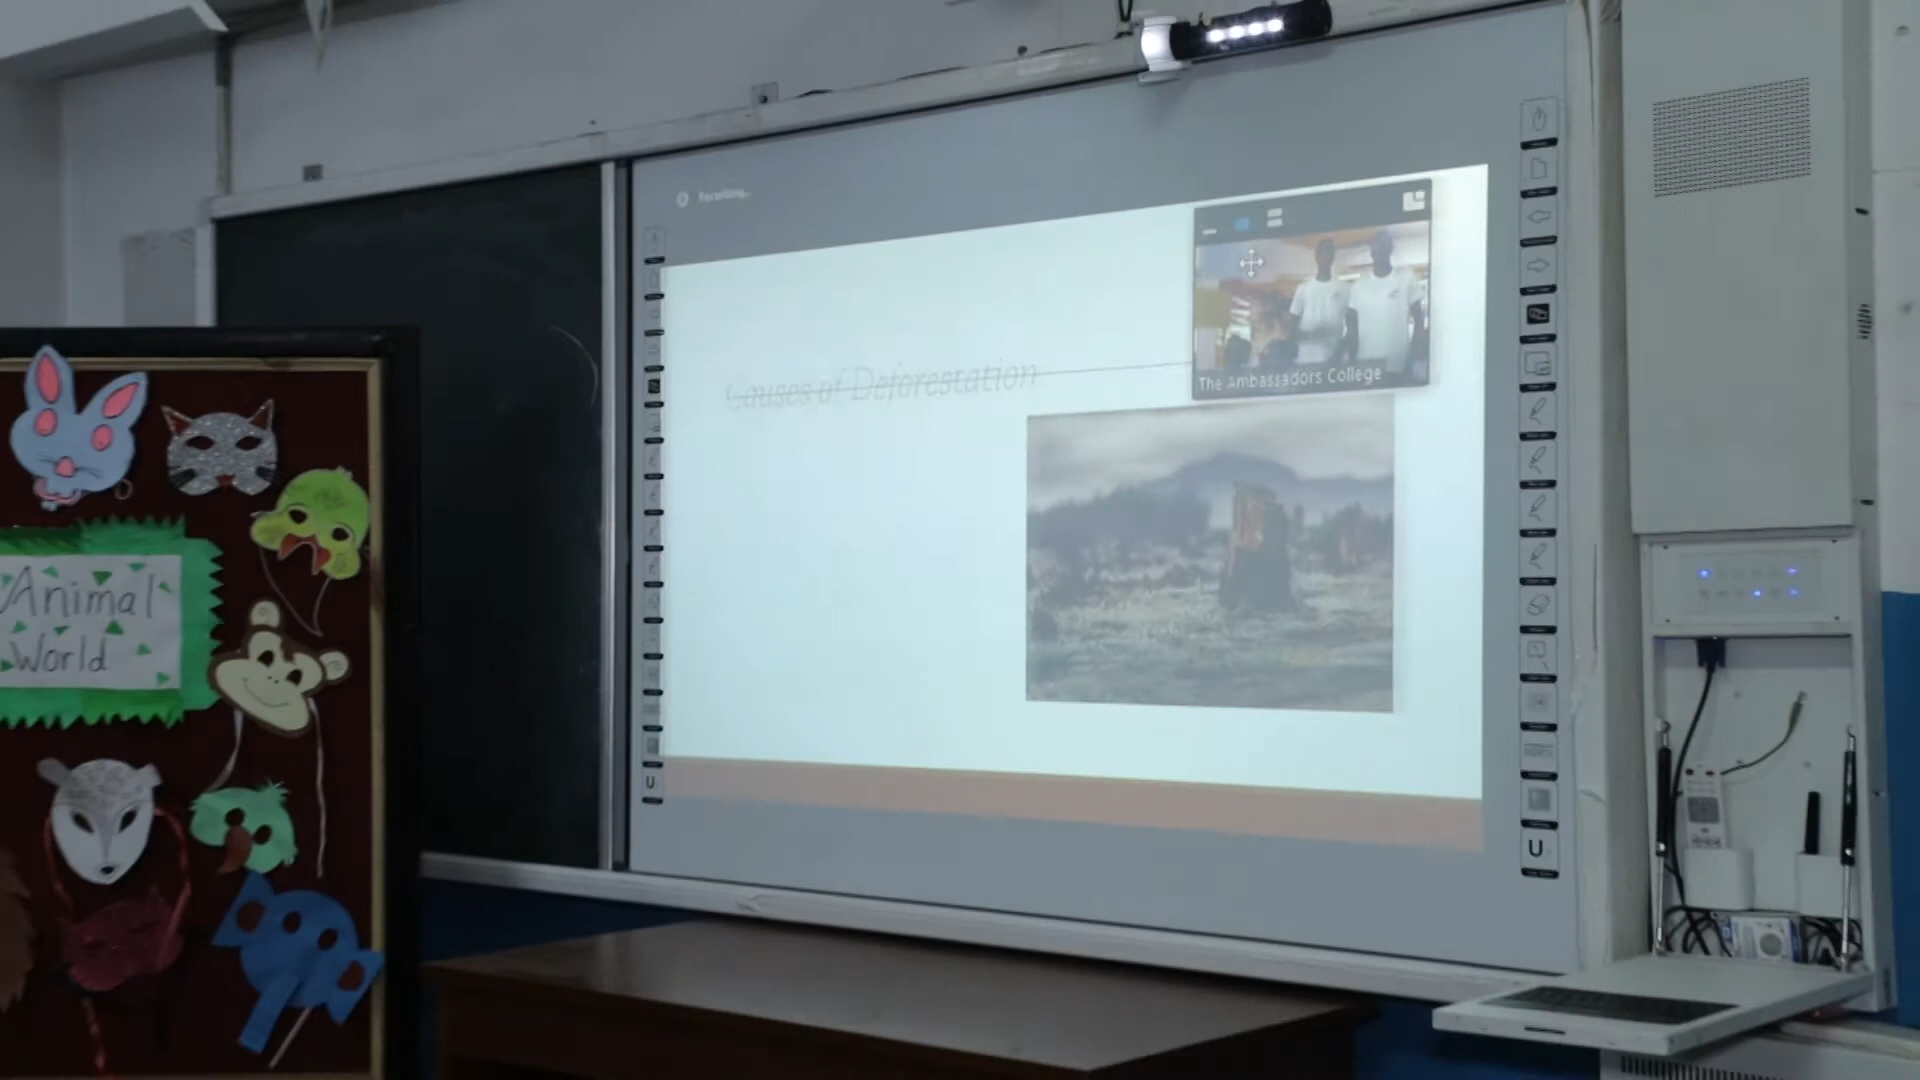 Causes of Deforestation
The Ambassadors College
Animal
World
U
U